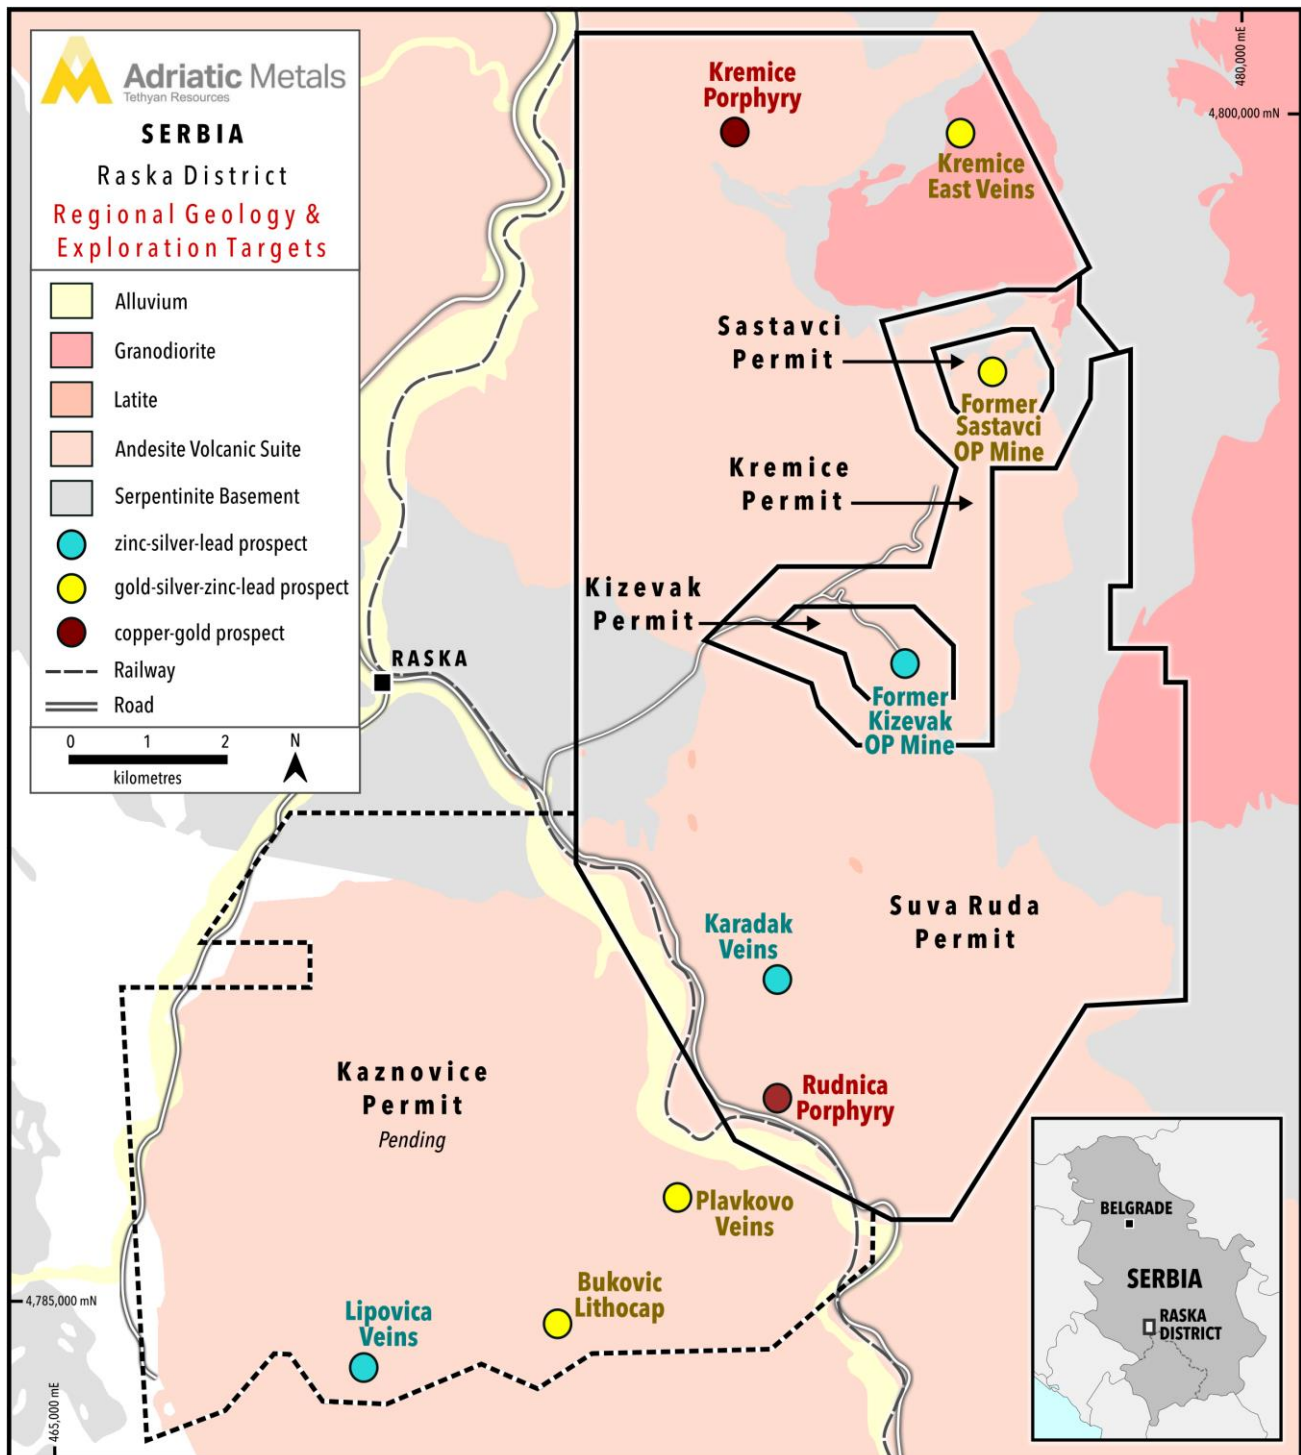 Adriatic Metals
Tethyan Resources
SERBIA
Raska District
Regional Geology &
Exploration Targets
Alluvium
Granodiorite
Latite
Andesite Volcanic Suite
Serpentinite Basement
zinc-silver-lead prospect
gold-silver-zinc-lead prospect
copper-gold prospect
Railway
Road
0 1 2
kilometres
N
480,000 mE
4,800,000 mN
Kremice
Porphyry
Kremice
East Veins
Sastavci
Permit
Former
Sastavci
OP Mine
Kremice
Permit
Kizevak
Permit
RASKA
Former
Kizevak
OP Mine
Suva Ruda
Permit
Karadak
Veins
Kaznovice
Permit
Pending
Rudnica
Porphyry
Plavkovo
Veins
Bukovic
Lithocap
Lipovica
Veins
4,785,000 mN
465,000 mE
BELGRADE
SERBIA
RASKA
DISTRICT